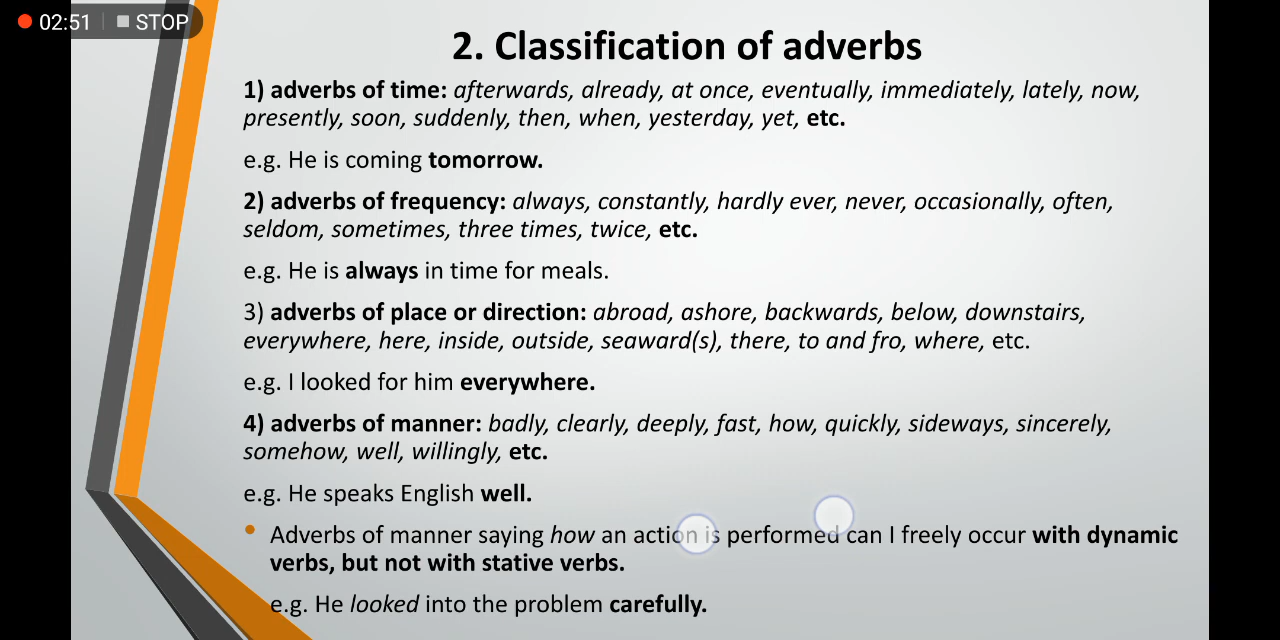 02:51 STOP
2. Classification of adverbs
1) adverbs of time: afterwards, already, at once, eventually, immediately, lately, now,
presently, soon, suddenly, then, when, yesterday, yet, etc.
e.g. He is coming tomorrow.
2) adverbs of frequency: always, constantly, hardly ever, never, occasionally, often,
seldom, sometimes, three times, twice, etc.
e.g. He is always in time for meals.
3) adverbs of place or direction: abroad, ashore, backwards, below, downstairs,
everywhere, here, inside, outside, seaward(s), there, to and fro, where, etc.
e.g. I looked for him everywhere.
4) adverbs of manner: badly, clearly, deeply, fast, how, quickly, sideways, sincerely,
somehow, well, willingly, etc.
e.g. He speaks English well.
• Adverbs of manner saying how an action is performed can I freely occur with dynamic
verbs, but not with stative verbs.
e.g. He looked into the problem carefully.